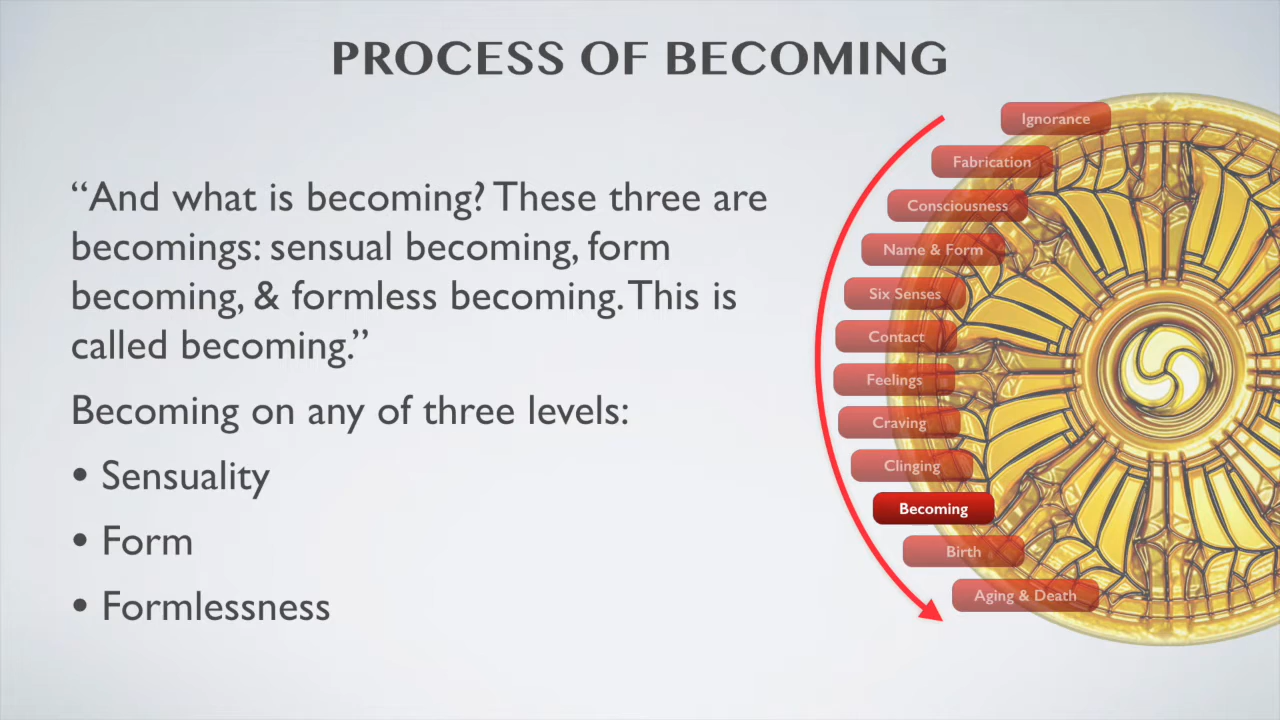 PROCESS OF BECOMING
“And what is becoming? These three are
becomings: sensual becoming, form
becoming, & formless becoming. This is
called becoming.”
Becoming on any of three levels:
• Sensuality
• Form
• Formlessness
Ignorance
Fabrication
Consciousness
Name & Form
Six Senses
Contact
Feelings
Craving
Clinging
Becoming
Birth
Aging & Death